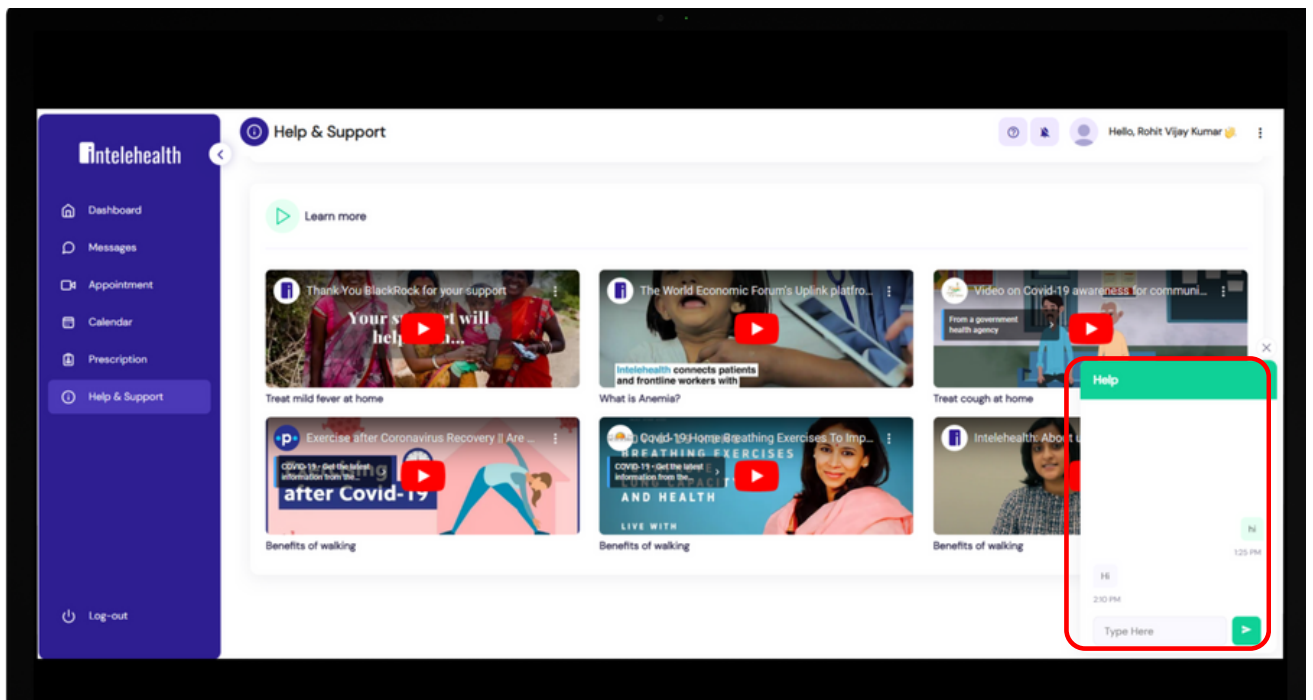 intelehealth
Help & Support
Hello, Rohit Vijay Kumar
Dashboard
Messages
Appointment
Calendar
Prescription
Help & Support
Log-out
Learn more
Thank You BlackRock for your support
Your support will
Treat mild fever at home
The World Economic Forum's Uplink platfro...
Intelehealth connects patients
and frontline workers with
What is Anemia?
Video on Covid-19 awareness for communi...
From a government
health agency
Treat cough at home
Exercise after Coronavirus Recovery || Are ...
COVID-19 • Get the latest
information from the...
after Covid-19
Benefits of walking
Covid-19 Home Breathing Exercises To Imp...
BREATHING EXERCISES
COVID-19 • Get the latest
information from the...
LUNG CAPACITY
AND HEALTH
LIVE WITH
Benefits of walking
Intelehealth: About u
Benefits of walking
Help
hi
1:25 PM
Hi
2:10 PM
Type Here